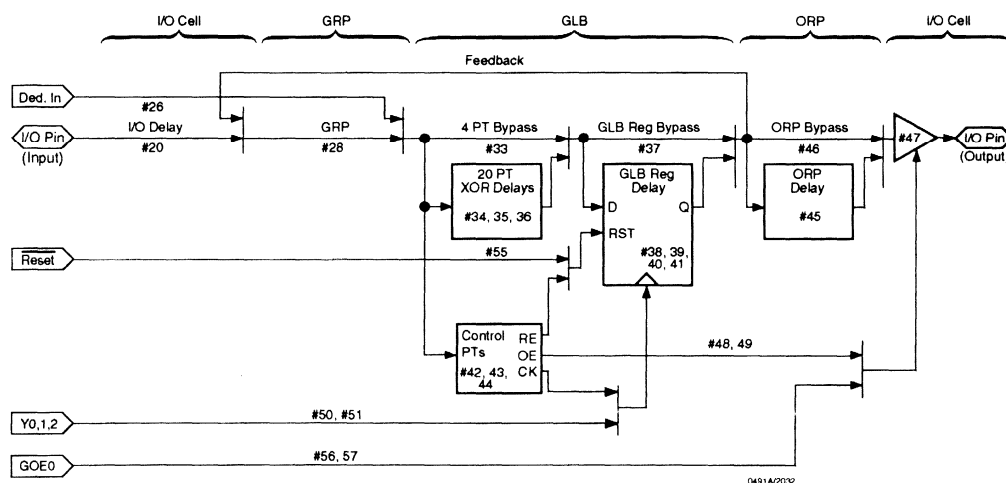 I/O Cell
GRP
GLB
ORP
I/O Cell
Feedback
Ded. In
#26
I/O Pin
(Input)
I/O Delay
#20
GRP
#28
4 PT Bypass
#33
GLB Reg Bypass
#37
ORP Bypass
#46
#47
I/O Pin
(Output
20 PT
XOR Delays
#34, 35, 36
GLB Reg
Delay
D
Q
RST
#38, 39,
40, 41
ORP
Delay
#45
Reset
#55
Control
PTs
#42, 43,
44
RE
OE
CK
#48, 49
Y0,1,2
#50, #51
GOE0
#56, 57
0491A/2032